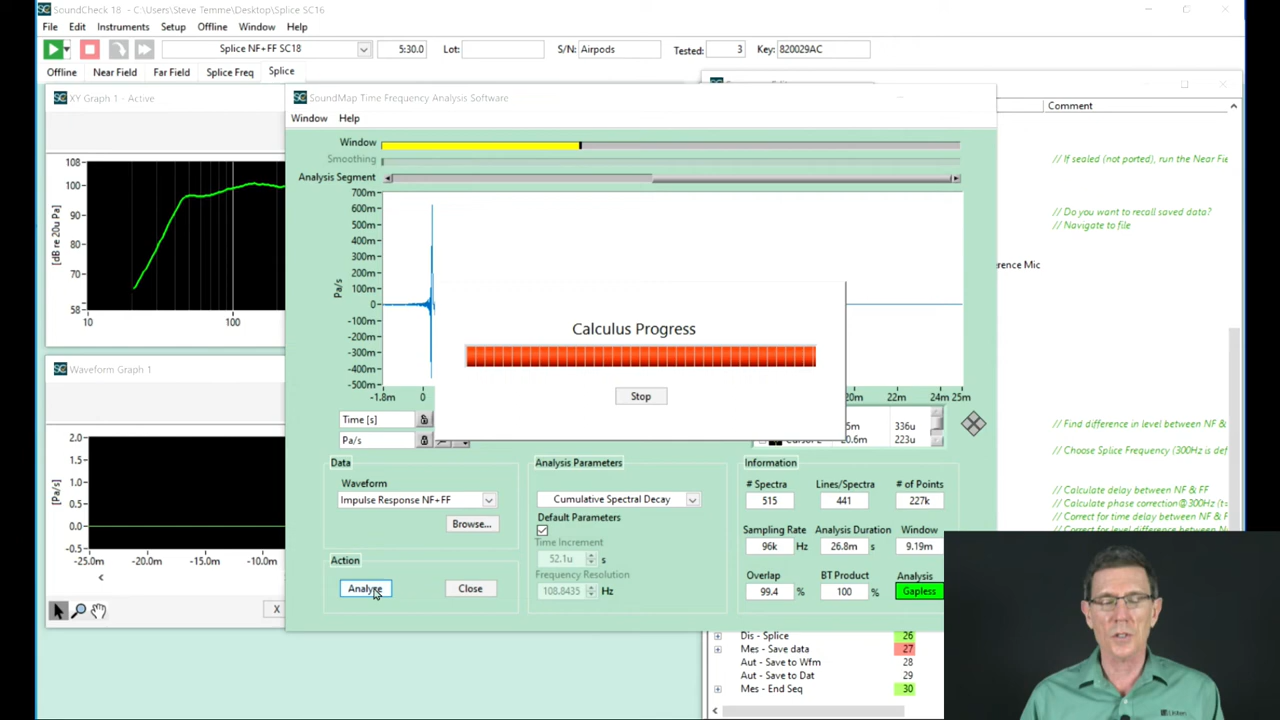 SoundCheck 18 - C:\Users\Steve Temme\Desktop\Splice SC16
File Edit Instruments Setup Offline Window Help
Splice NF+FF SC18 5:30.0 Lot: S/N: Airpods Tested: 3 Key: 820029AC
Offline Near Field Far Field Splice Freq Splice
XY Graph 1 - Active
108
100
90
80
70
58
[dB re 20u Pa]
10 100
Waveform Graph 1
2.0
1.5
1.0
0.5
0.0
-0.5
[Pa/s]
-25.0m -20.0m -15.0m -10.0m
X
SoundMap Time Frequency Analysis Software
Window Help
Window
Smoothing
Analysis Segment
700m
600m
500m
400m
300m
200m
100m
0
-100m
-200m
-300m
-400m
-500m
Pa/s
-1.8m 0 20m 22m 24m 25m
Calculus Progress
Stop
Time [s]
Pa/s
5m 336u
20.6m 223u
Data
Waveform
Impulse Response NF+FF
Browse...
Action
Analyze Close
Analysis Parameters
Cumulative Spectral Decay
Default Parameters
Time Increment
52.1u s
Frequency Resolution
108.8435 Hz
Information
# Spectra Lines/Spectra # of Points
515 441 227k
Sampling Rate Analysis Duration Window
96k Hz 26.8m s 9.19m
Overlap BT Product Analysis
99.4 % 100 % Gapless
Comment
// If sealed (not ported), run the Near Fie
// Do you want to recall saved data?
// Navigate to file
rence Mic
// Find difference in level between NF &
// Choose Splice Frequency (300Hz is def
// Calculate delay between NF & FF
// Calculate phase correction@300Hz (t=
// Correct for time delay between NF & F
// Correct for level difference between NF
Dis - Splice 26
Mes - Save data 27
Aut - Save to Wfm 28
Aut - Save to Dat 29
Mes - End Seq 30